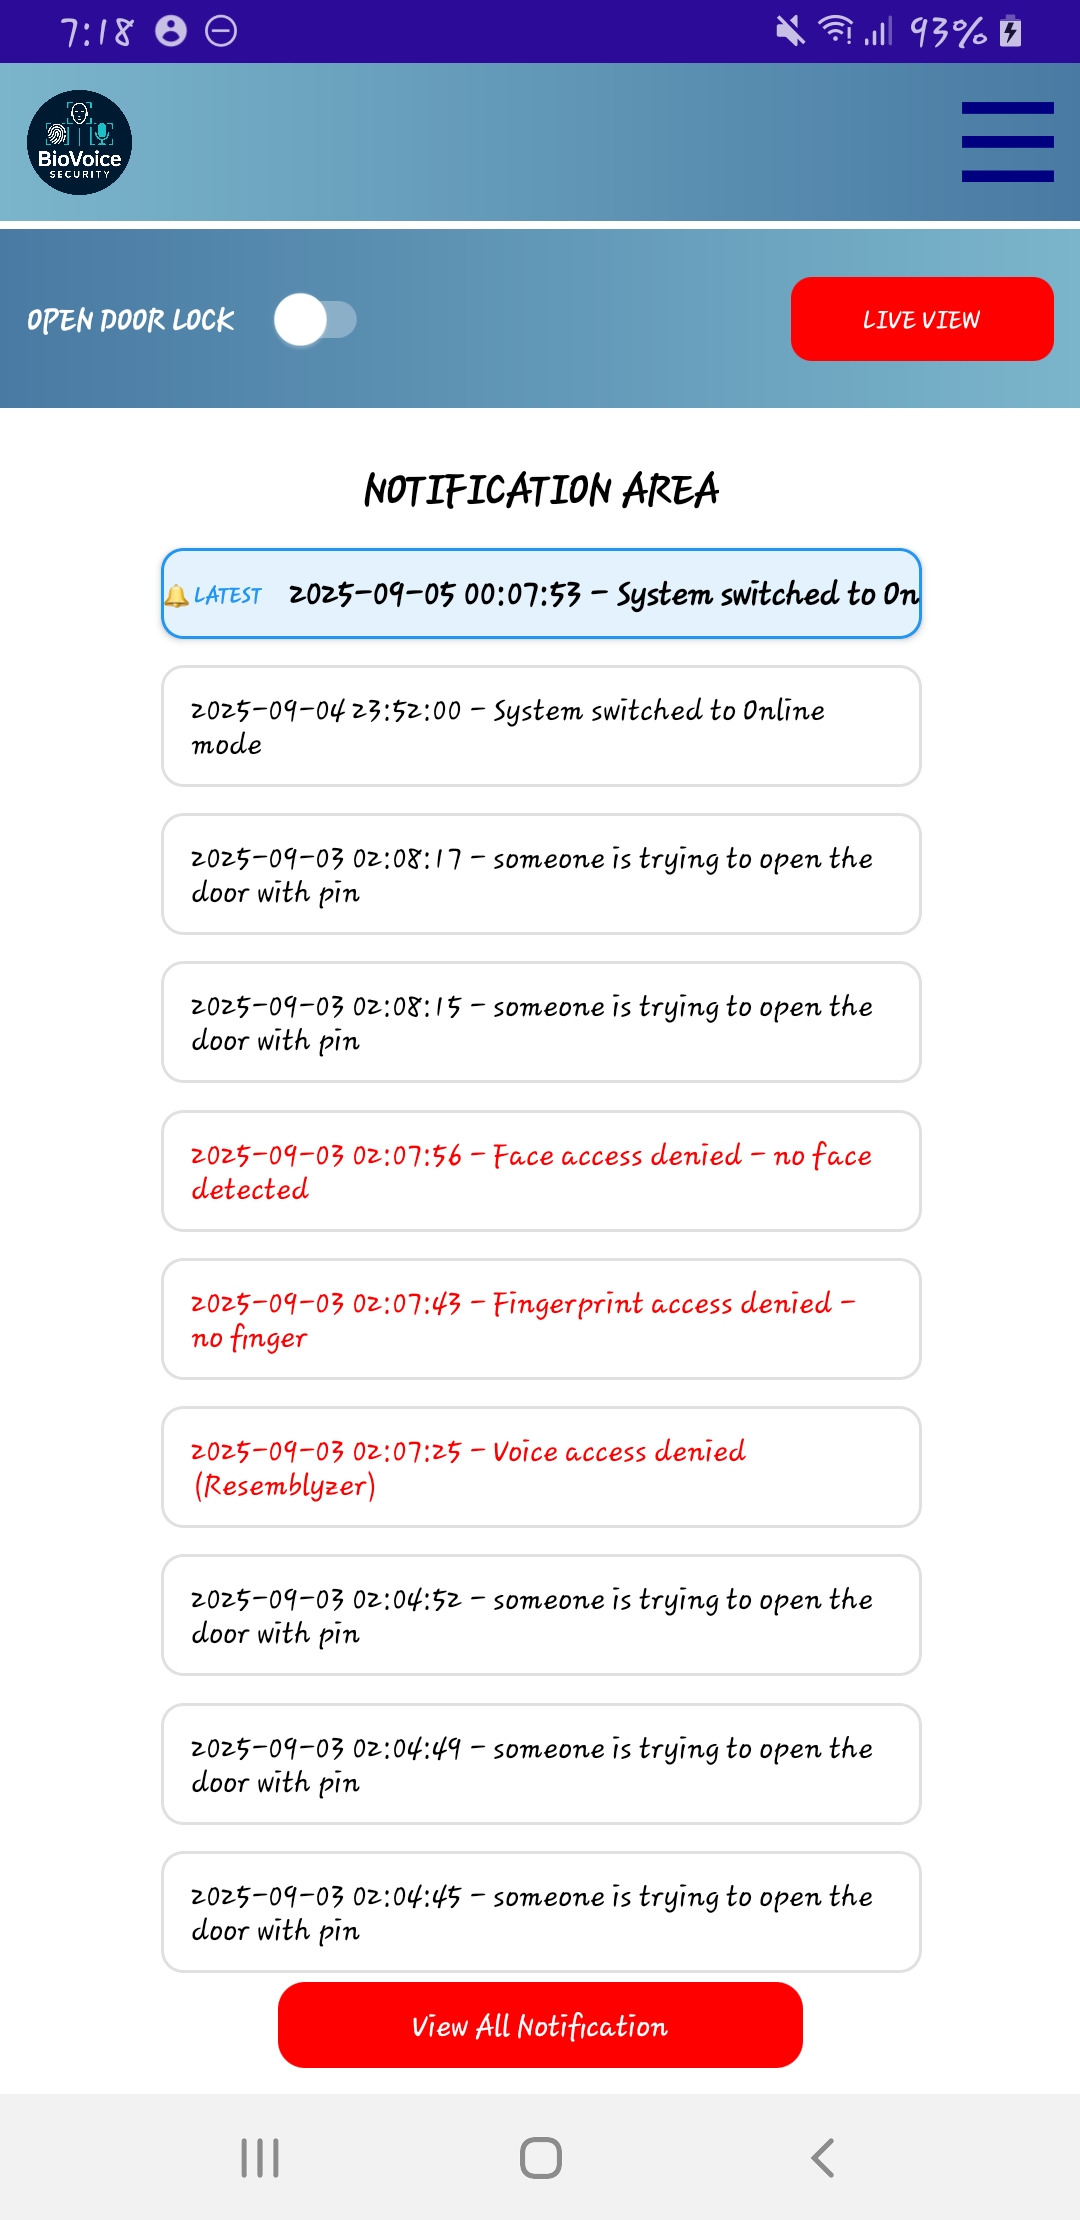 7:18
93%
BioVoice
SECURITY
OPEN DOOR LOCK
LIVE VIEW
NOTIFICATION AREA
LATEST 2025-09-05 00:07:53 - System switched to On
2025-09-04 23:52:00 - System switched to Online
mode
2025-09-03 02:08:17 - someone is trying to open the
door with pin
2025-09-03 02:08:15 - someone is trying to open the
door with pin
2025-09-03 02:07:56 - Face access denied - no face
detected
2025-09-03 02:07:43 - Fingerprint access denied -
no finger
2025-09-03 02:07:25 - Voice access denied
(Resemblyzer)
2025-09-03 02:04:52 - someone is trying to open the
door with pin
2025-09-03 02:04:49 - someone is trying to open the
door with pin
2025-09-03 02:04:45 - someone is trying to open the
door with pin
View All Notification